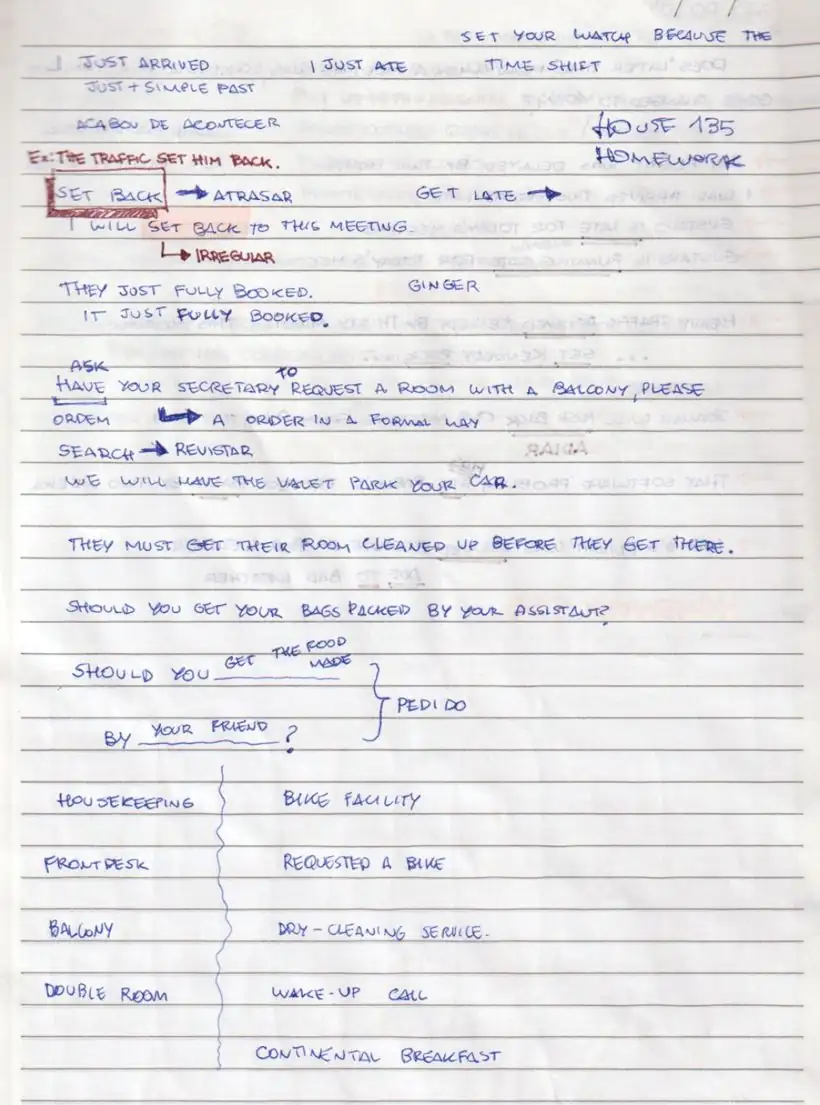 SET YOUR WATCH BECAUSE THE
JUST ARRIVED I JUST ATE TIME SHIFT
JUST + SIMPLE PAST
ACABOU DE ACONTECER HOUSE 135
Ex: THE TRAFFIC SET HIM BACK. HOMEWORK
SET BACK → ATRASAR GET LATE →
I WILL SET BACK TO THIS MEETING.
↳ IRREGULAR
THEY JUST FULLY BOOKED. GINGER
IT JUST FULLY BOOKED.
ASK TO
HAVE YOUR SECRETARY REQUEST A ROOM WITH A BALCONY, PLEASE
ORDEM ↳ A ORDER IN A FORMAL WAY
SEARCH → REVISTAR
WE WILL HAVE THE VALET PARK YOUR CAR.
THEY MUST GET THEIR ROOM CLEANED UP BEFORE THEY GET THERE.
SHOULD YOU GET YOUR BAGS PACKED BY YOUR ASSISTANT?
SHOULD YOU GET THE FOOD MADE
PEDIDO
BY YOUR FRIEND ?
HOUSEKEEPING BIKE FACILITY
FRONTDESK REQUESTED A BIKE
BALCONY DRY-CLEANING SERVICE.
DOUBLE ROOM WAKE-UP CALL
CONTINENTAL BREAKFAST